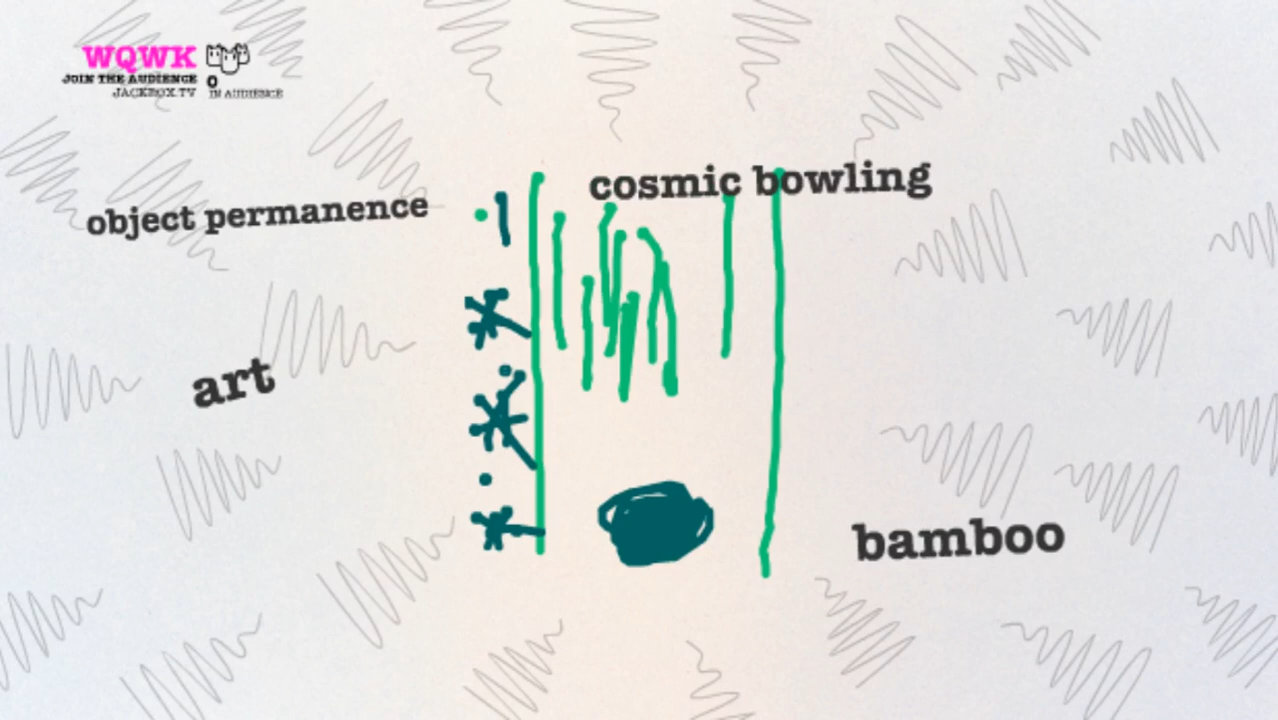 WQWK
JOIN THE AUDIENCE
JACKBOX.TV
0
IN AUDIENCE
cosmic bowling
object permanence
art
bamboo